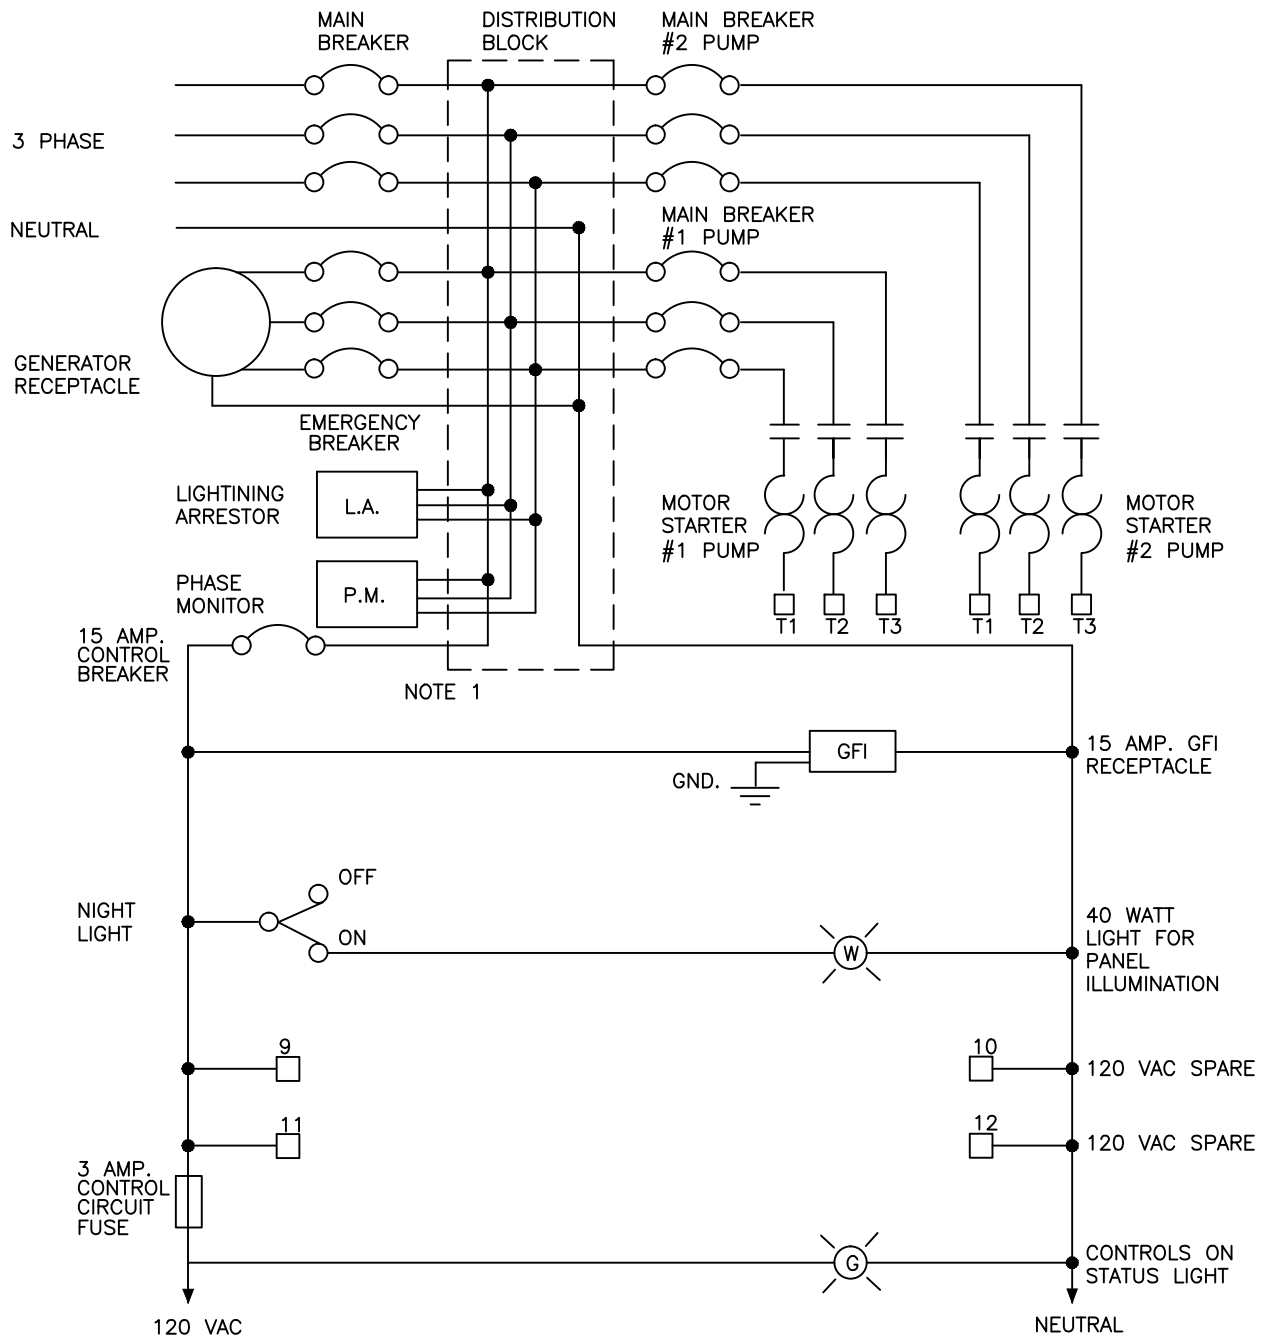 MAIN
BREAKER
DISTRIBUTION
BLOCK
MAIN BREAKER
#2 PUMP
3 PHASE
NEUTRAL
MAIN BREAKER
#1 PUMP
GENERATOR
RECEPTACLE
EMERGENCY
BREAKER
LIGHTINING
ARRESTOR
L.A.
MOTOR
STARTER
#1 PUMP
MOTOR
STARTER
#2 PUMP
PHASE
MONITOR
P.M.
T1
T2
T3
T1
T2
T3
15 AMP.
CONTROL
BREAKER
NOTE 1
GFI
GND.
15 AMP. GFI
RECEPTACLE
NIGHT
LIGHT
OFF
ON
W
40 WATT
LIGHT FOR
PANEL
ILLUMINATION
9
10
120 VAC SPARE
11
12
120 VAC SPARE
3 AMP.
CONTROL
CIRCUIT
FUSE
G
CONTROLS ON
STATUS LIGHT
120 VAC
NEUTRAL